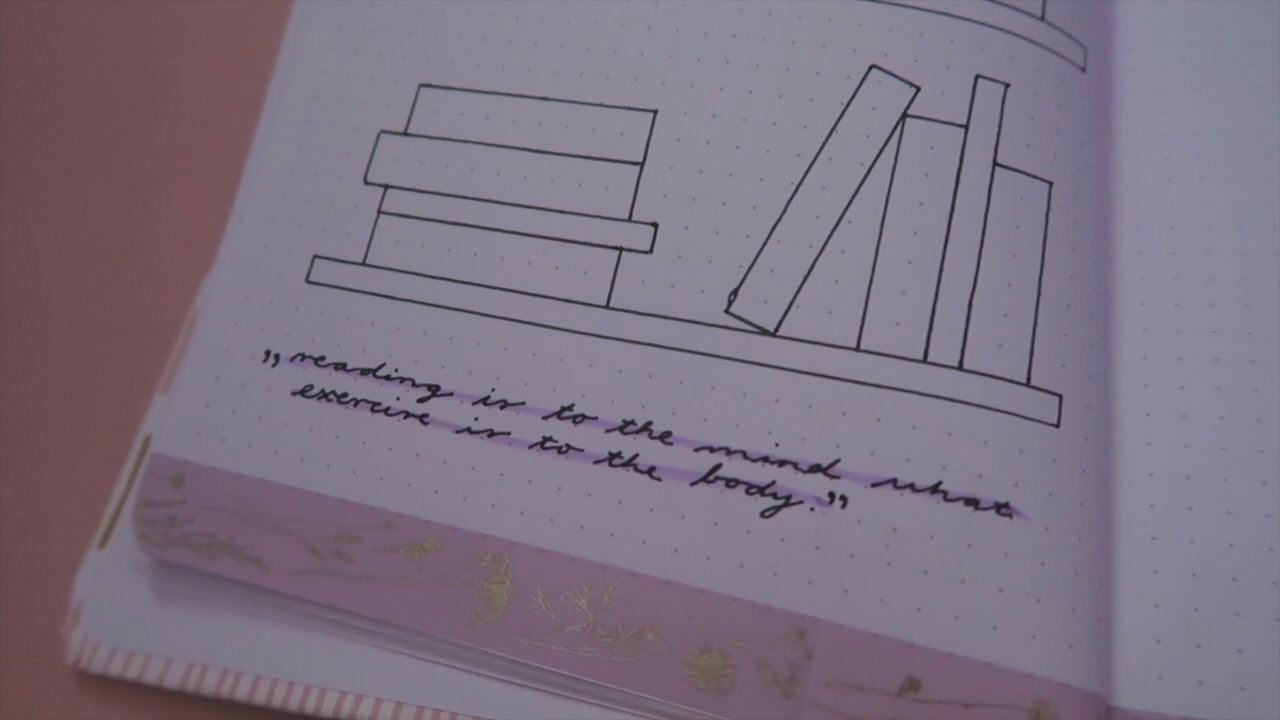 „reading is to the mind what
exercise is to the body.”